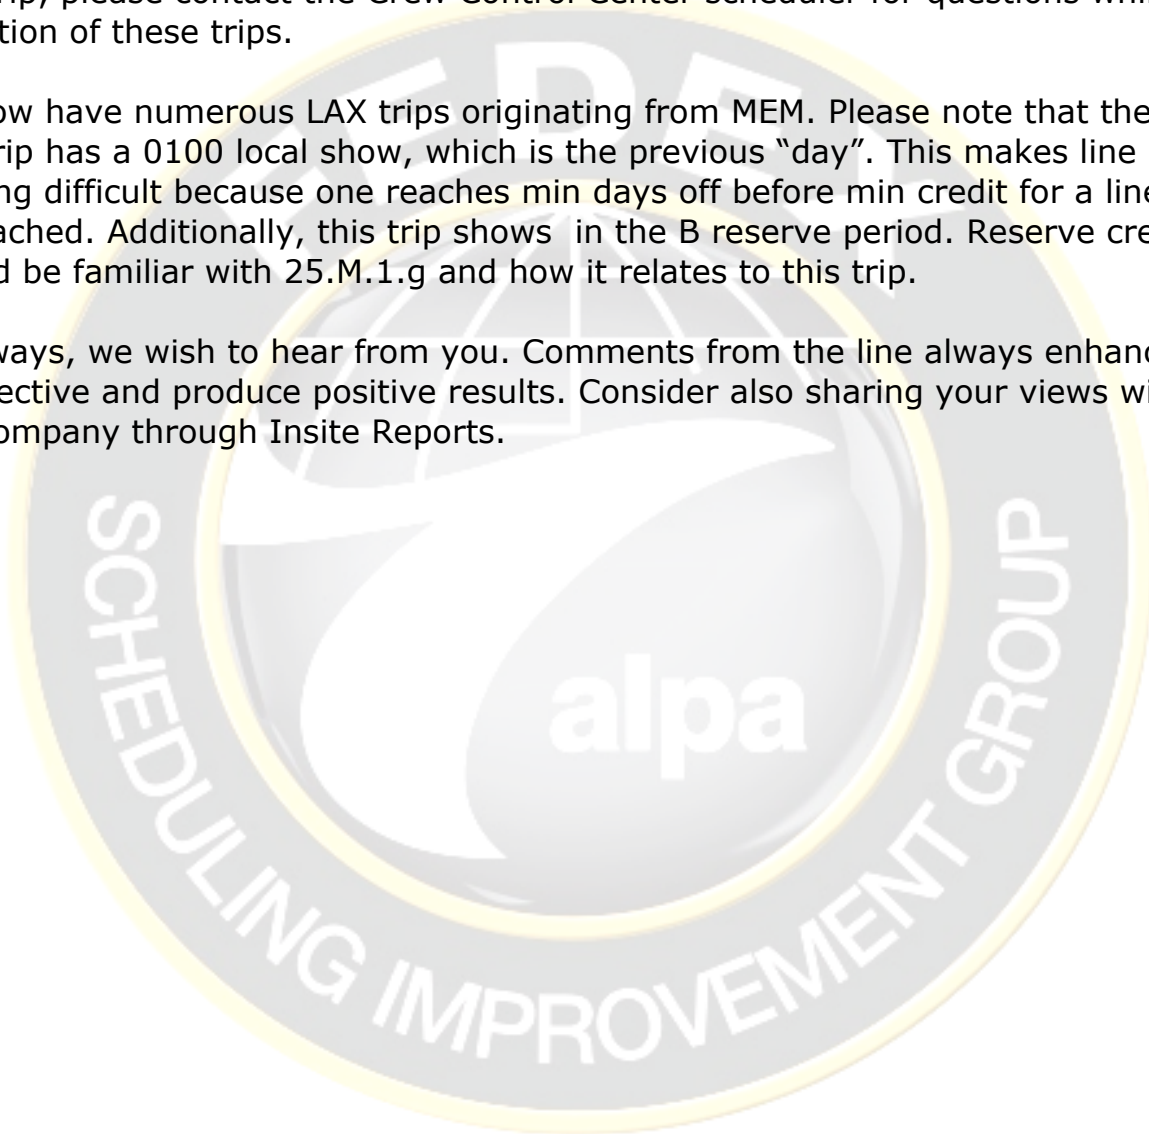 please contact the Crew Control Center scheduler for questions
tion of these trips.
ow have numerous LAX trips originating from MEM. Please note that the
rip has a 0100 local show, which is the previous “day”. This makes line
ng difficult because one reaches min days off before min credit for a line
ached. Additionally, this trip shows  in the B reserve period. Reserve cre
d be familiar with 25.M.1.g and how it relates to this trip.
ways, we wish to hear from you. Comments from the line always enhanc
ective and produce positive results. Consider also sharing your views wi
ompany through Insite Reports.
FEDEX
alpa
SCHEDULING IMPROVEMENT GROUP